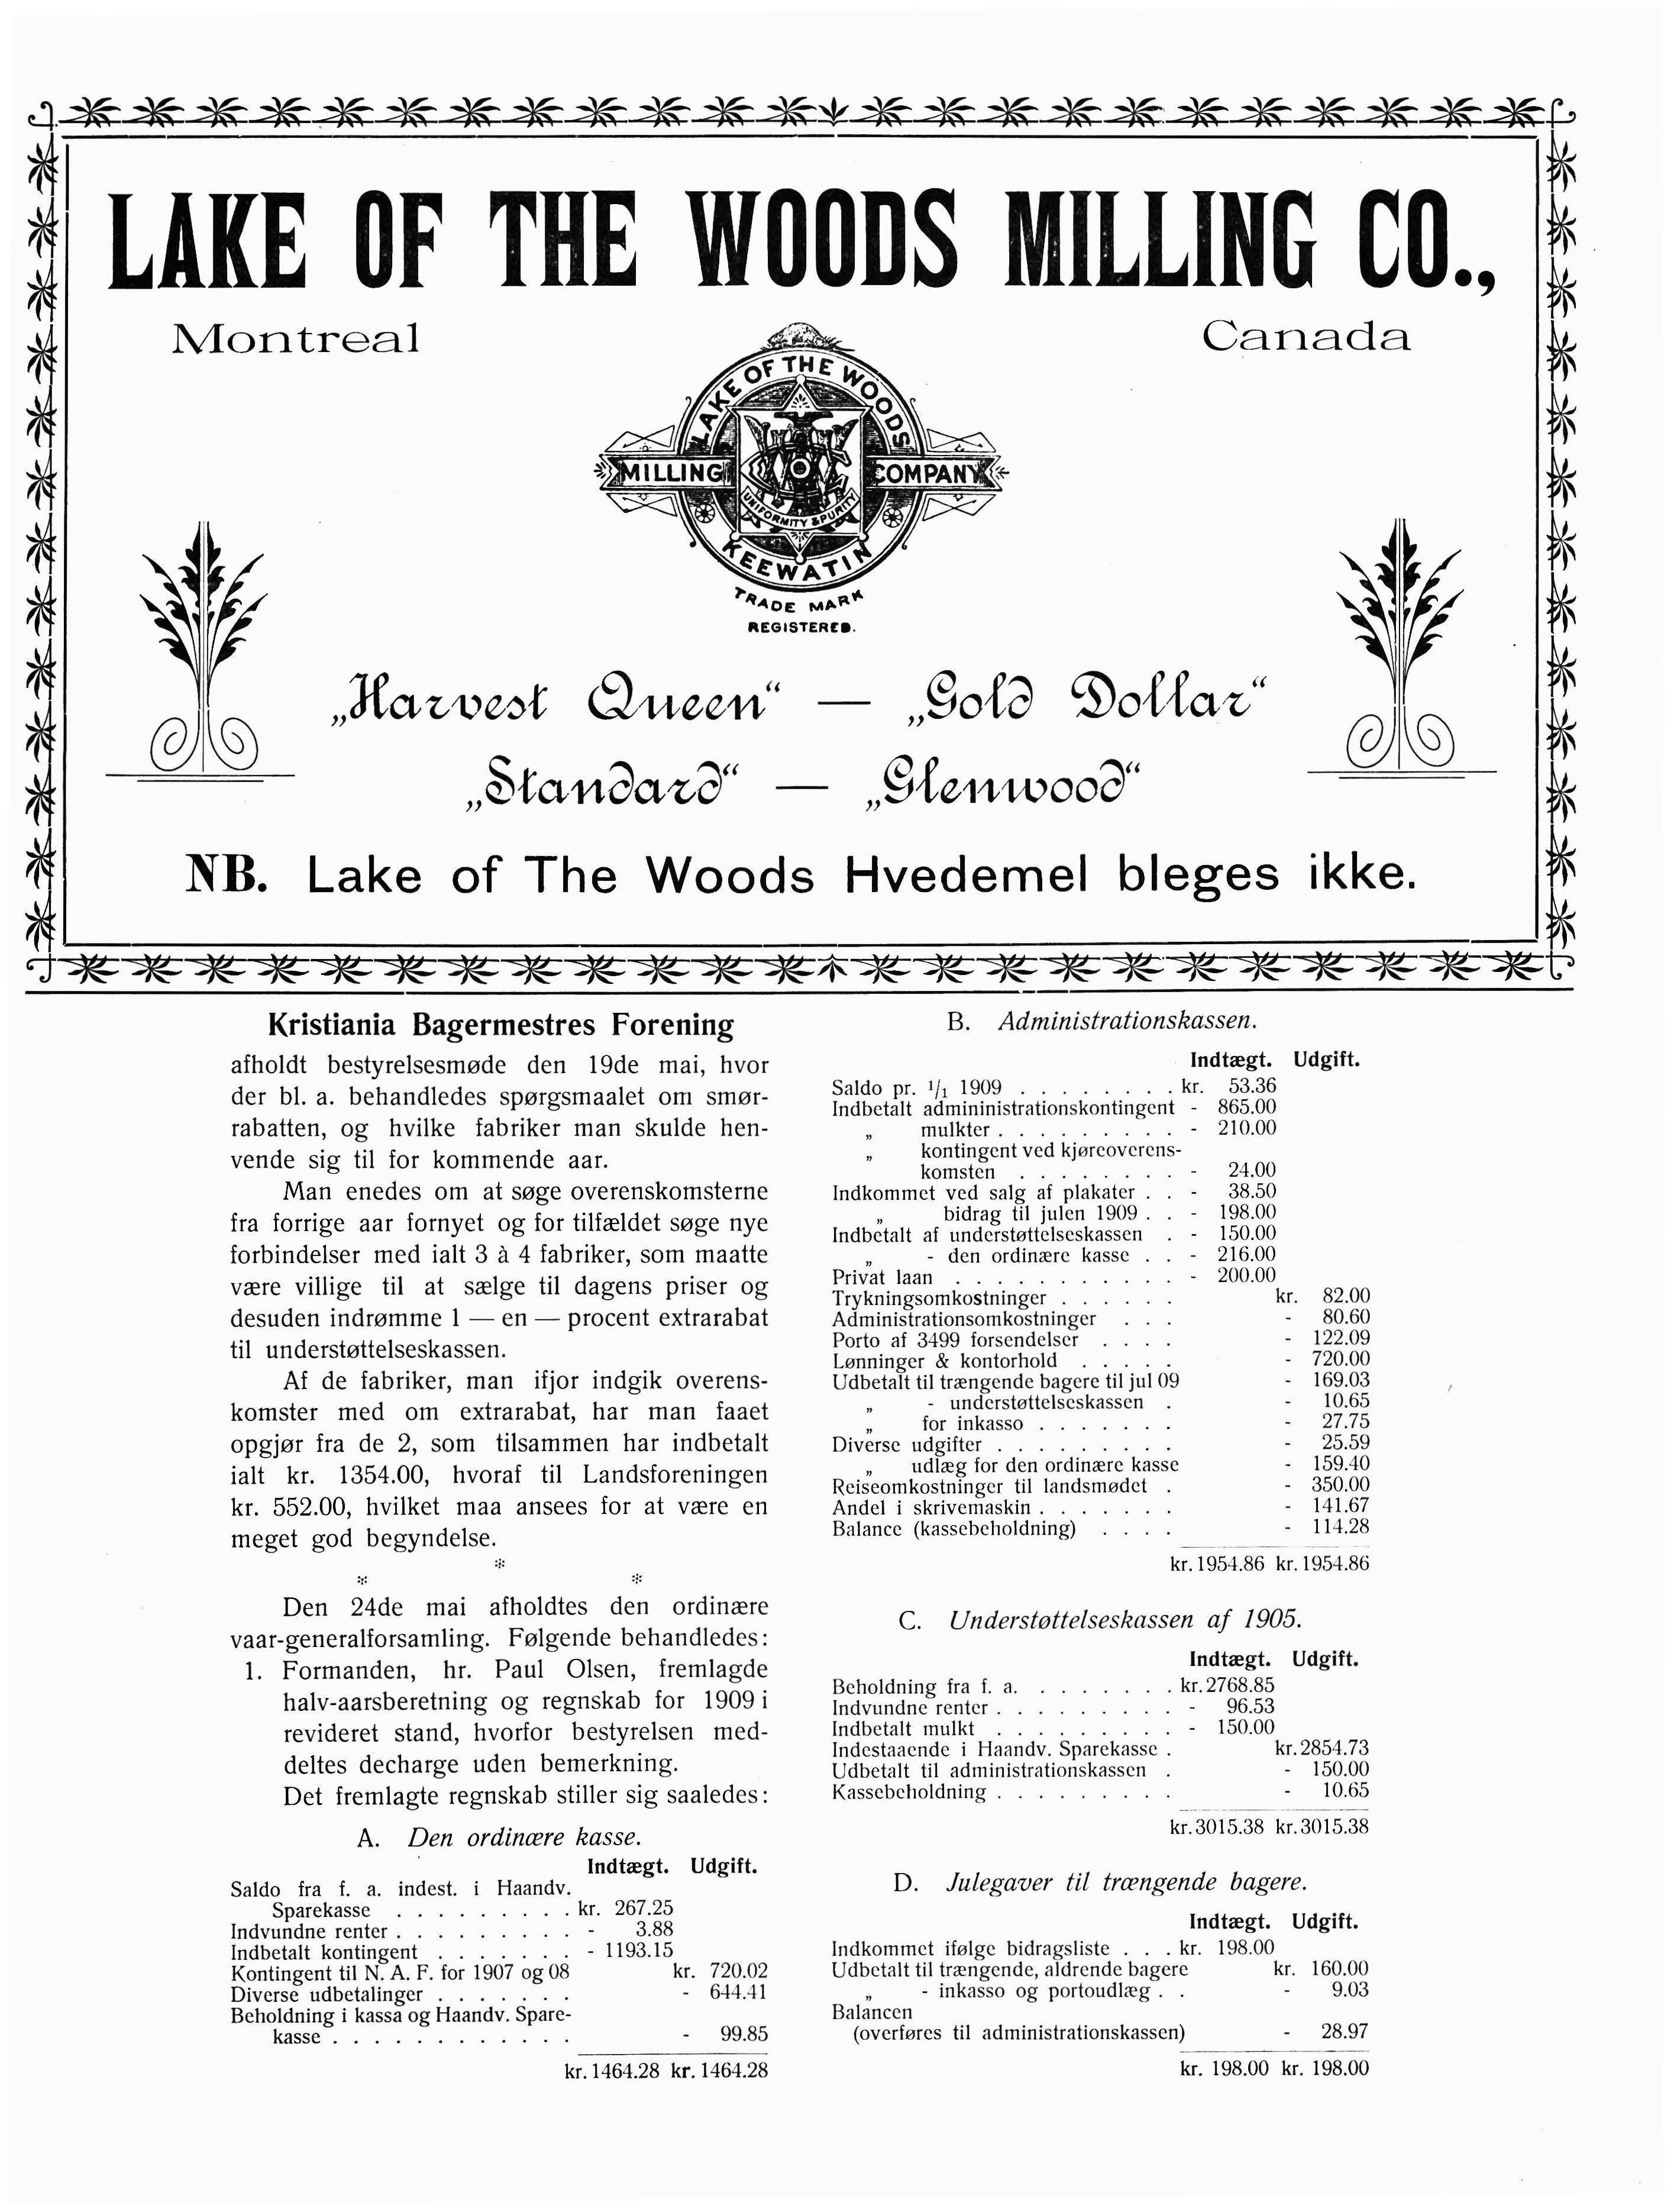 LAKE OF THE WOODS MILLING CO.,
Montreal
Canada
LAKE OF THE WOODS
MILLING COMPANY
UNIFORMITY & PURITY
KEEWATIN
TRADE MARK
REGISTERED.
„Harvest Queen“ — „Gold Dollar“
„Standard“ — „Glenwood“
NB. Lake of The Woods Hvedemel bleges ikke.
Kristiania Bagermestres Forening
afholdt bestyrelsesmøde den 19de mai, hvor
der bl. a. behandledes spørgsmaalet om smør-
rabatten, og hvilke fabriker man skulde hen-
vende sig til for kommende aar.
Man enedes om at søge overenskomsterne
fra forrige aar fornyet og for tilfældet søge nye
forbindelser med ialt 3 à 4 fabriker, som maatte
være villige til at sælge til dagens priser og
desuden indrømme 1 — en — procent extrarabat
til understøttelseskassen.
Af de fabriker, man ifjor indgik overens-
komster med om extrarabat, har man faaet
opgjør fra de 2, som tilsammen har indbetalt
ialt kr. 1354.00, hvoraf til Landsforeningen
kr. 552.00, hvilket maa ansees for at være en
meget god begyndelse.
* * *
Den 24de mai afholdtes den ordinære
vaar-generalforsamling. Følgende behandledes:
1. Formanden, hr. Paul Olsen, fremlagde
halv-aarsberetning og regnskab for 1909 i
revideret stand, hvorfor bestyrelsen med-
deltes decharge uden bemerkning.
Det fremlagte regnskab stiller sig saaledes:
A. Den ordinære kasse.
Indtægt. Udgift.
Saldo fra f. a. indest. i Haandv.
Sparekasse . . . . . . . . . kr. 267.25
Indvundne renter . . . . . . . . . - 3.88
Indbetalt kontingent . . . . . . . - 1193.15
Kontingent til N. A. F. for 1907 og 08 kr. 720.02
Diverse udbetalinger . . . . . . . - 644.41
Beholdning i kassa og Haandv. Spare-
kasse . . . . . . . . . . . . - 99.85
kr. 1464.28 kr. 1464.28
B. Administrationskassen.
Indtægt. Udgift.
Saldo pr. 1/1 1909 . . . . . . . . kr. 53.36
Indbetalt admininistrationskontingent - 865.00
„ mulkter . . . . . . . . . - 210.00
„ kontingent ved kjøreoverens-
komsten . . . . . . . . - 24.00
Indkommet ved salg af plakater . . - 38.50
„ bidrag til julen 1909 . . - 198.00
Indbetalt af understøttelseskassen . - 150.00
„ - den ordinære kasse . . - 216.00
Privat laan . . . . . . . . . . . - 200.00
Trykningsomkostninger . . . . . . kr. 82.00
Administrationsomkostninger . . . - 80.60
Porto af 3499 forsendelser . . . . - 122.09
Lønninger & kontorhold . . . . . - 720.00
Udbetalt til trængende bagere til jul 09 - 169.03
„ - understøttelseskassen . - 10.65
„ for inkasso . . . . . . . - 27.75
Diverse udgifter . . . . . . . . . - 25.59
„ udlæg for den ordinære kasse - 159.40
Reiseomkostninger til landsmødet . - 350.00
Andel i skrivemaskin . . . . . . . - 141.67
Balance (kassebeholdning) . . . . - 114.28
kr. 1954.86 kr. 1954.86
C. Understøttelseskassen af 1905.
Indtægt. Udgift.
Beholdning fra f. a. . . . . . . . kr. 2768.85
Indvundne renter . . . . . . . . . - 96.53
Indbetalt mulkt . . . . . . . . . - 150.00
Indestaaende i Haandv. Sparekasse . kr. 2854.73
Udbetalt til administrationskassen . - 150.00
Kassebeholdning . . . . . . . . . - 10.65
kr. 3015.38 kr. 3015.38
D. Julegaver til trængende bagere.
Indtægt. Udgift.
Indkommet ifølge bidragsliste . . . kr. 198.00
Udbetalt til trængende, aldrende bagere kr. 160.00
„ - inkasso og portoudlæg . . - 9.03
Balancen
(overføres til administrationskassen) - 28.97
kr. 198.00 kr. 198.00